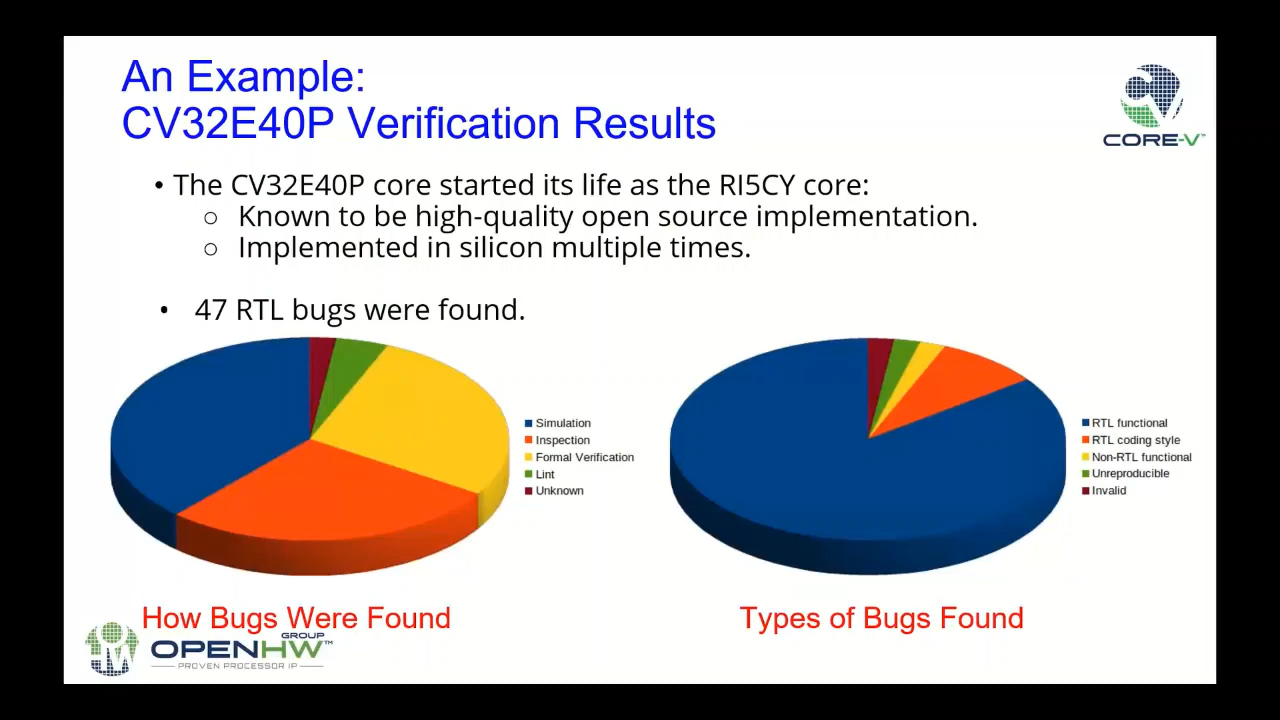 An Example:
CV32E40P Verification Results
CORE-V™
• The CV32E40P core started its life as the RI5CY core:
○ Known to be high-quality open source implementation.
○ Implemented in silicon multiple times.
• 47 RTL bugs were found.
Simulation
Inspection
Formal Verification
Lint
Unknown
RTL functional
RTL coding style
Non-RTL functional
Unreproducible
Invalid
How Bugs Were Found
Types of Bugs Found
OPENHW GROUP™
PROVEN PROCESSOR IP